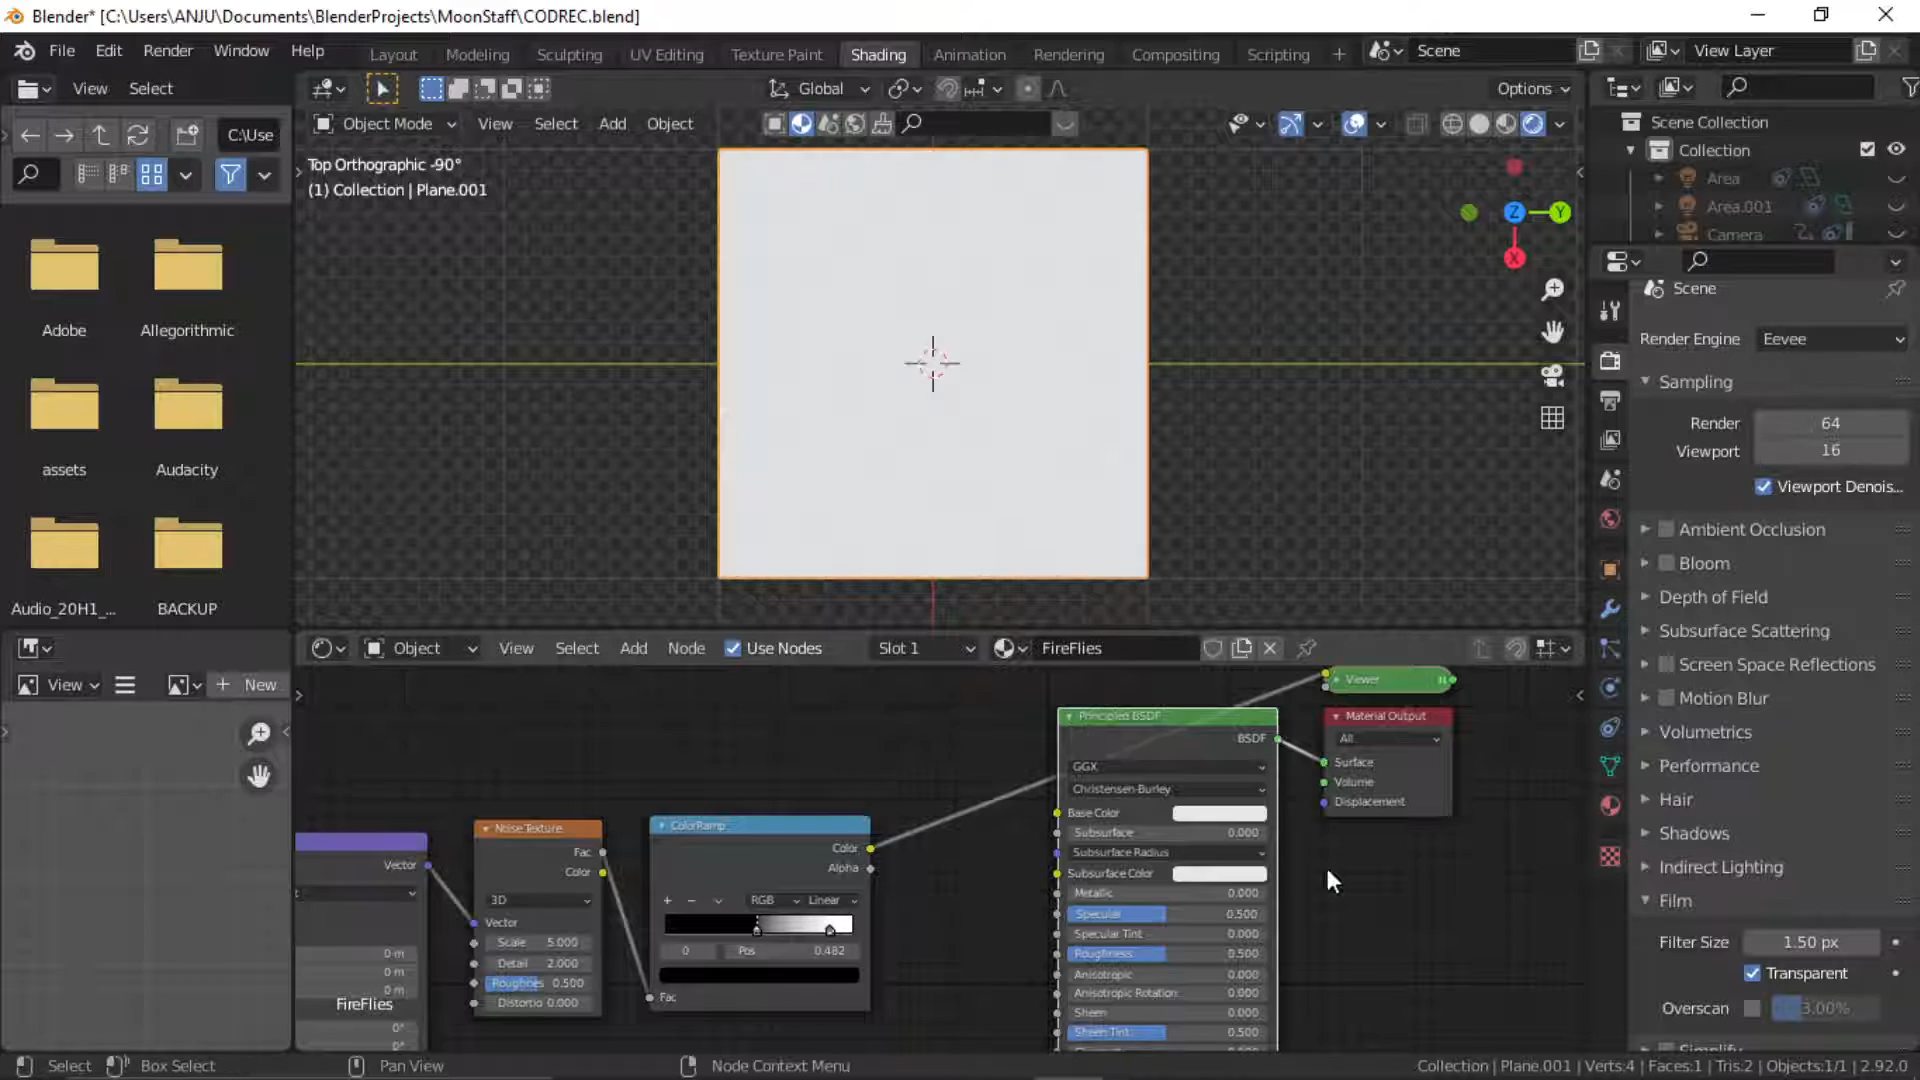 Blender* [C:\Users\ANJU\Documents\BlenderProjects\MoonStaff\CODREC.blend]
File Edit Render Window Help Layout Modeling Sculpting UV Editing Texture Paint Shading Animation Rendering Compositing Scripting + Scene View Layer
View Select Global Options
C:\Use
Object Mode View Select Add Object
Top Orthographic -90°
(1) Collection | Plane.001
Z Y
X
Scene Collection
Collection
Area
Area.001
Camera
Adobe Allegorithmic
assets Audacity
Audio_20H1_... BACKUP
Scene
Render Engine Eevee
Sampling
Render 64
Viewport 16
Viewport Denois...
Ambient Occlusion
Bloom
Depth of Field
Subsurface Scattering
Screen Space Reflections
Motion Blur
Volumetrics
Performance
Hair
Shadows
Indirect Lighting
Film
Filter Size 1.50 px
Transparent
Overscan 3.00%
Simplify
View + New
Object View Select Add Node Use Nodes Slot 1 FireFlies
Vector
0 m
0 m
0 m
0°
0°
FireFlies
Noise Texture
Fac
Color
3D
Vector
Scale 5.000
Detail 2.000
Roughnes 0.500
Distortio 0.000
ColorRamp
Color
Alpha
+ − RGB Linear
0 Pos 0.482
Fac
Principled BSDF
BSDF
GGX
Christensen-Burley
Base Color
Subsurface 0.000
Subsurface Radius
Subsurface Color
Metallic 0.000
Specular 0.500
Specular Tint 0.000
Roughness 0.500
Anisotropic 0.000
Anisotropic Rotation 0.000
Sheen 0.000
Sheen Tint 0.500
Viewer
Material Output
All
Surface
Volume
Displacement
Select Box Select Pan View Node Context Menu Collection | Plane.001 | Verts:4 | Faces:1 | Tris:2 | Objects:1/1 | 2.92.0